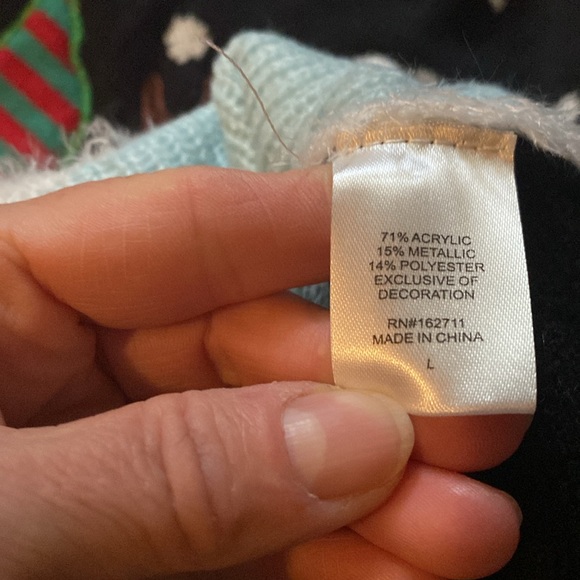 71% ACRYLIC
15% METALLIC
14% POLYESTER
EXCLUSIVE OF
DECORATION
RN#162711
MADE IN CHINA
L